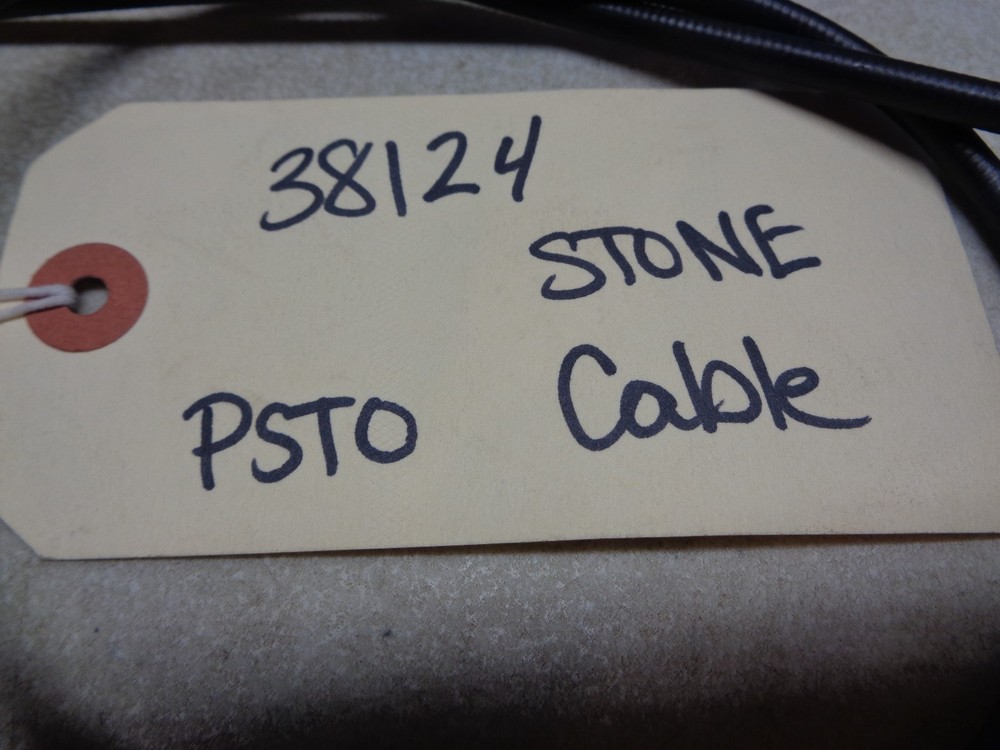 38124
STONE
PSTO Cable